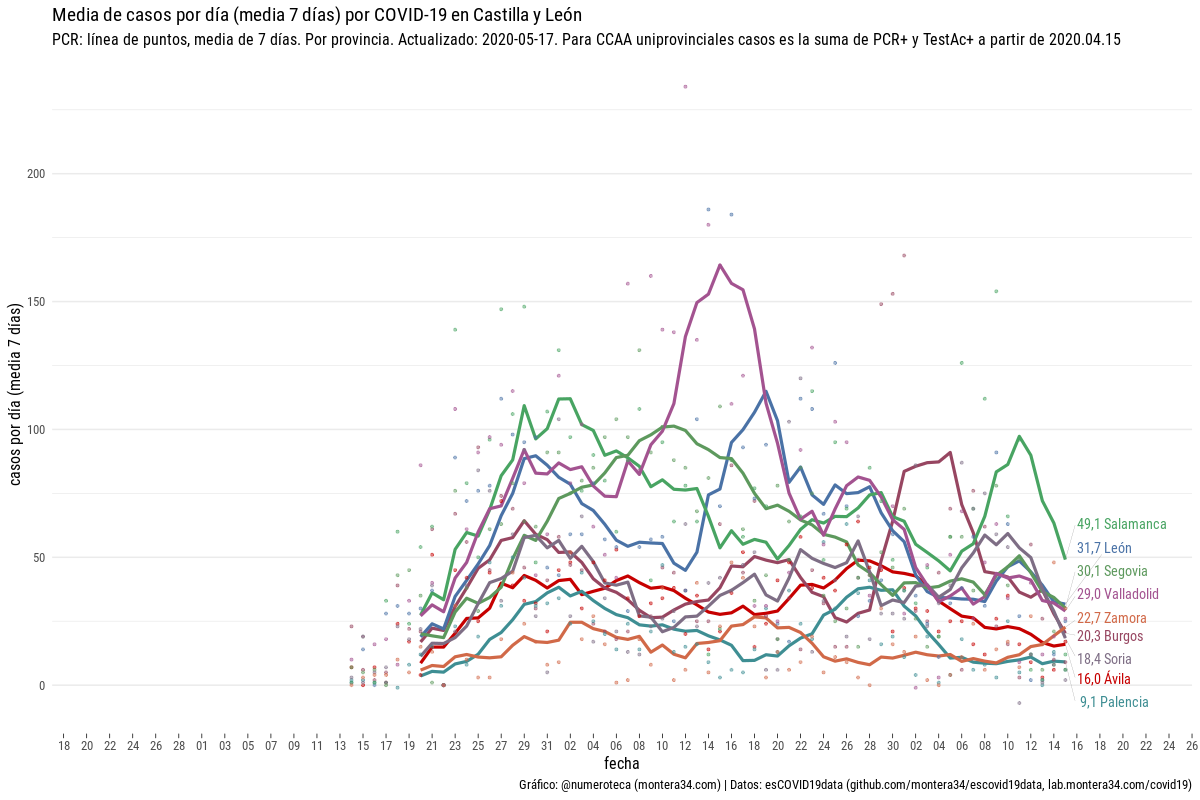 Media de casos por día (media 7 días) por COVID-19 en Castilla y León
PCR: línea de puntos, media de 7 días. Por provincia. Actualizado: 2020-05-17. Para CCAA uniprovinciales casos es la suma de PCR+ y TestAc+ a partir de 2020.04.15
casos por día (media 7 días)
200
150
100
50
0
49,1 Salamanca
31,7 León
30,1 Segovia
29,0 Valladolid
22,7 Zamora
20,3 Burgos
18,4 Soria
16,0 Ávila
9,1 Palencia
18 20 22 24 26 28 01 03 05 07 09 11 13 15 17 19 21 23 25 27 29 31 02 04 06 08 10 12 14 16 18 20 22 24 26 28 30 02 04 06 08 10 12 14 16 18 20 22 24 26
fecha
Gráfico: @numeroteca (montera34.com) | Datos: esCOVID19data (github.com/montera34/escovid19data, lab.montera34.com/covid19)